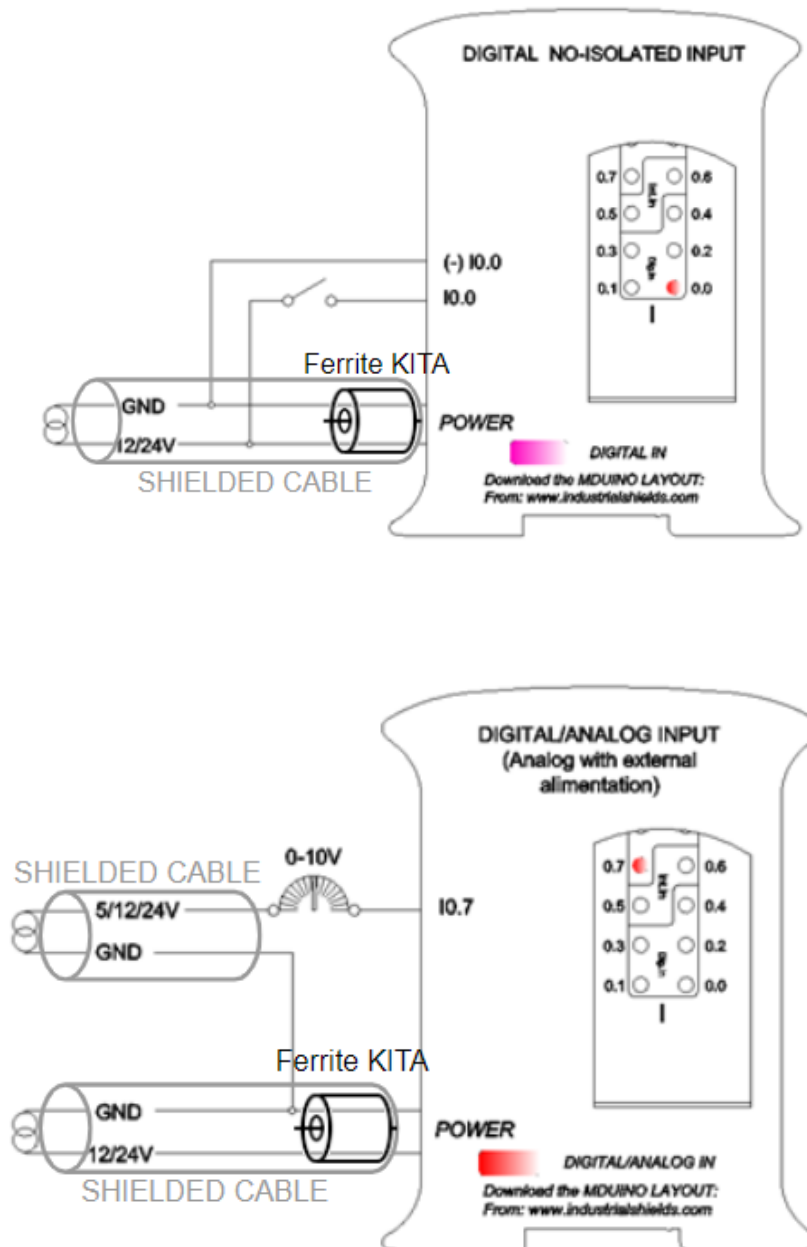 DIGITAL NO-ISOLATED INPUT
0.7 0.6
0.5 0.4
0.3 0.2
0.1 0.0
I
(-) I0.0
I0.0
Ferrite KITA
GND
POWER
12/24V
DIGITAL IN
SHIELDED CABLE
Download the MDUINO LAYOUT:
From: www.industrialshields.com
DIGITAL/ANALOG INPUT
(Analog with external
alimentation)
0-10V
SHIELDED CABLE
5/12/24V
I0.7
GND
0.7 0.6
0.5 0.4
0.3 0.2
0.1 0.0
I
Ferrite KITA
GND
POWER
12/24V
DIGITAL/ANALOG IN
SHIELDED CABLE
Download the MDUINO LAYOUT:
From: www.industrialshields.com